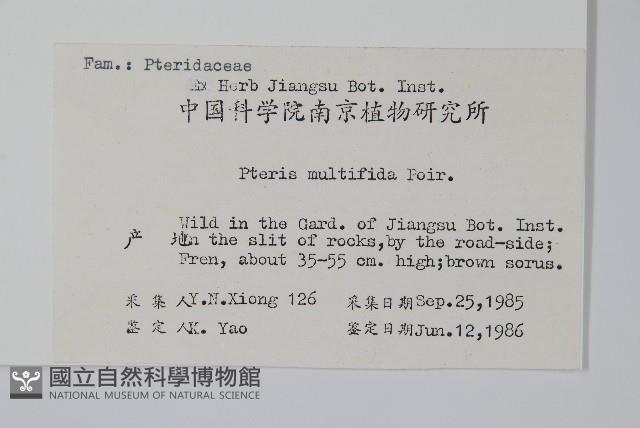 Fam.: Pteridaceae
Herb Jiangsu Bot. Inst.
中国科学院南京植物研究所
Pteris multifida Poir.
Wild in the Gard. of Jiangsu Bot. Inst.
产 地 in the slit of rocks,by the road-side;
Fren, about 35-55 cm. high;brown sorus.
采集人 Y.N.Xiong 126 采集日期 Sep.25,1985
鉴定人 K. Yao 鉴定日期 Jun.12,1986
國立自然科學博物館
NATIONAL MUSEUM OF NATURAL SCIENCE